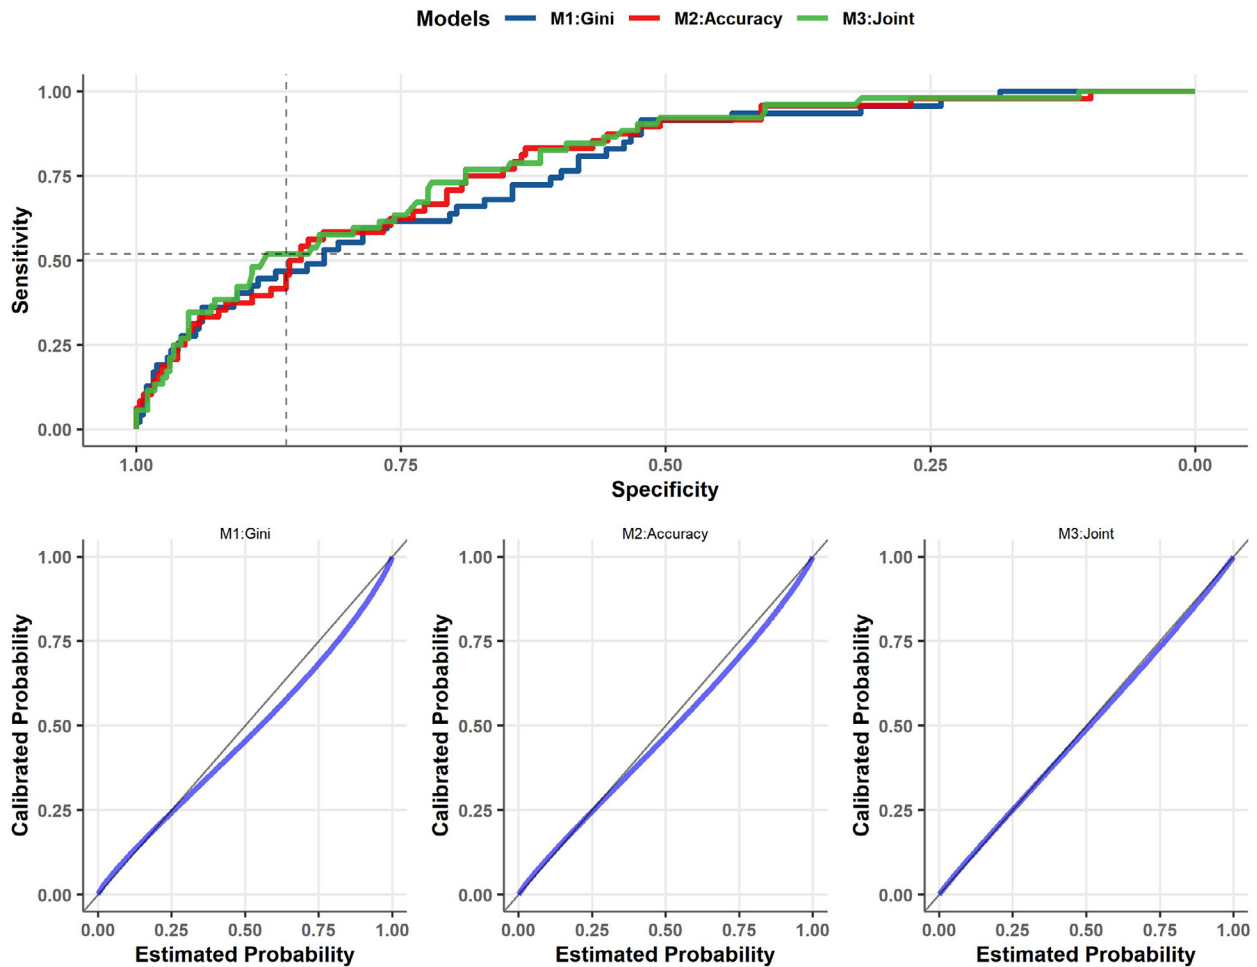 Models M1:Gini M2:Accuracy M3:Joint
1.00
0.75
0.50
0.25
0.00
Sensitivity
1.00 0.75 0.50 0.25 0.00
Specificity
M1:Gini
1.00
0.75
0.50
0.25
0.00
Calibrated Probability
0.00 0.25 0.50 0.75 1.00
Estimated Probability
M2:Accuracy
1.00
0.75
0.50
0.25
0.00
Calibrated Probability
0.00 0.25 0.50 0.75 1.00
Estimated Probability
M3:Joint
1.00
0.75
0.50
0.25
0.00
Calibrated Probability
0.00 0.25 0.50 0.75 1.00
Estimated Probability